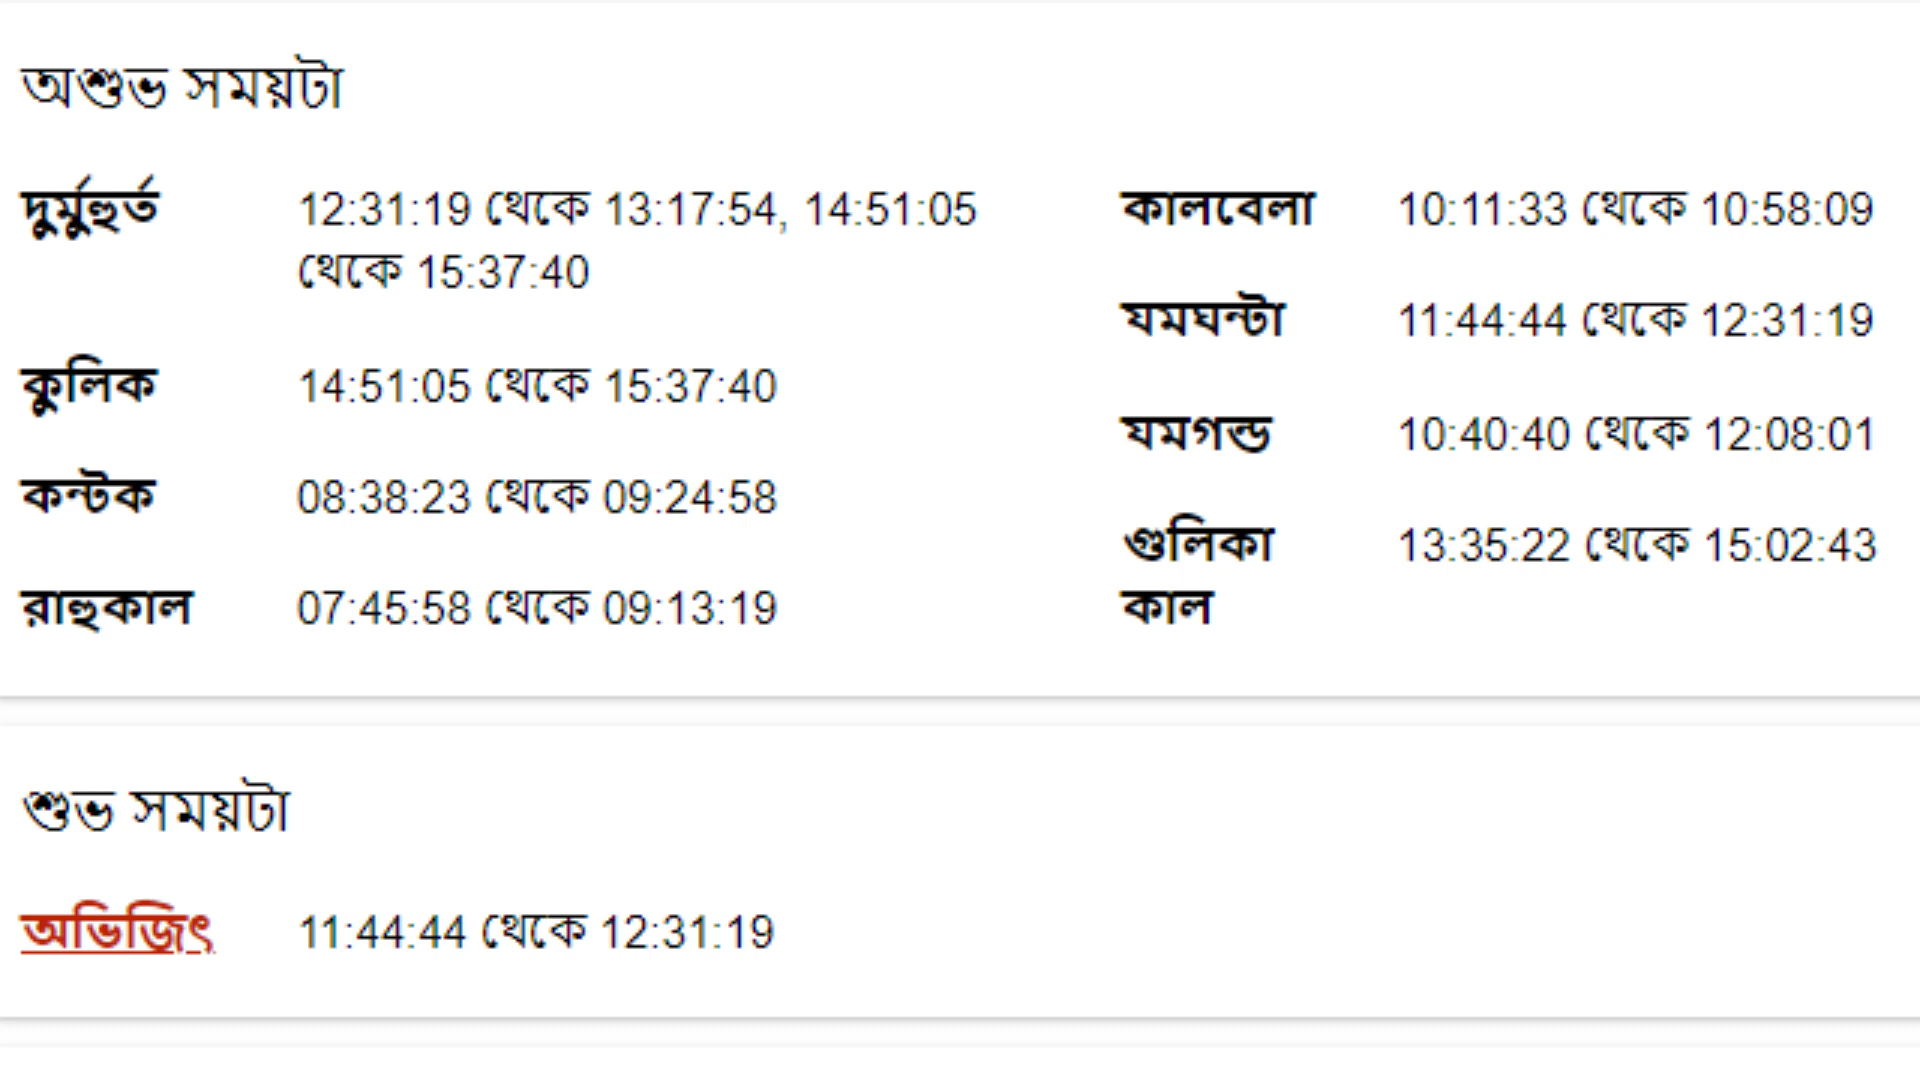 অশুভ সময়টা
দুর্মুহুর্ত 12:31:19 থেকে 13:17:54, 14:51:05
থেকে 15:37:40
কুলিক 14:51:05 থেকে 15:37:40
কন্টক 08:38:23 থেকে 09:24:58
রাহুকাল 07:45:58 থেকে 09:13:19
কালবেলা 10:11:33 থেকে 10:58:09
যমঘন্টা 11:44:44 থেকে 12:31:19
যমগন্ড 10:40:40 থেকে 12:08:01
গুলিকা 13:35:22 থেকে 15:02:43
কাল
শুভ সময়টা
অভিজিৎ 11:44:44 থেকে 12:31:19